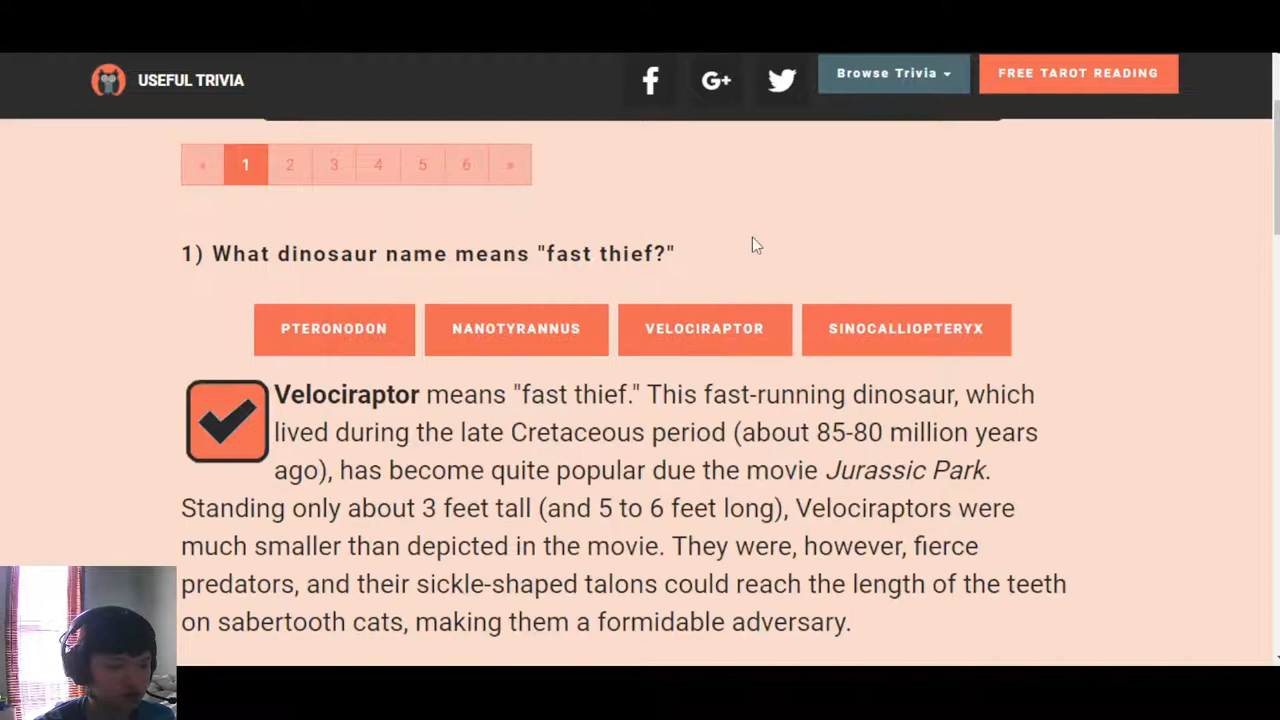 USEFUL TRIVIA
f G+ Browse Trivia FREE TAROT READING
« 1 2 3 4 5 6 »
1) What dinosaur name means "fast thief?"
PTERONODON NANOTYRANNUS VELOCIRAPTOR SINOCALLIOPTERYX
Velociraptor means "fast thief." This fast-running dinosaur, which
lived during the late Cretaceous period (about 85-80 million years
ago), has become quite popular due the movie Jurassic Park.
Standing only about 3 feet tall (and 5 to 6 feet long), Velociraptors were
much smaller than depicted in the movie. They were, however, fierce
predators, and their sickle-shaped talons could reach the length of the teeth
on sabertooth cats, making them a formidable adversary.